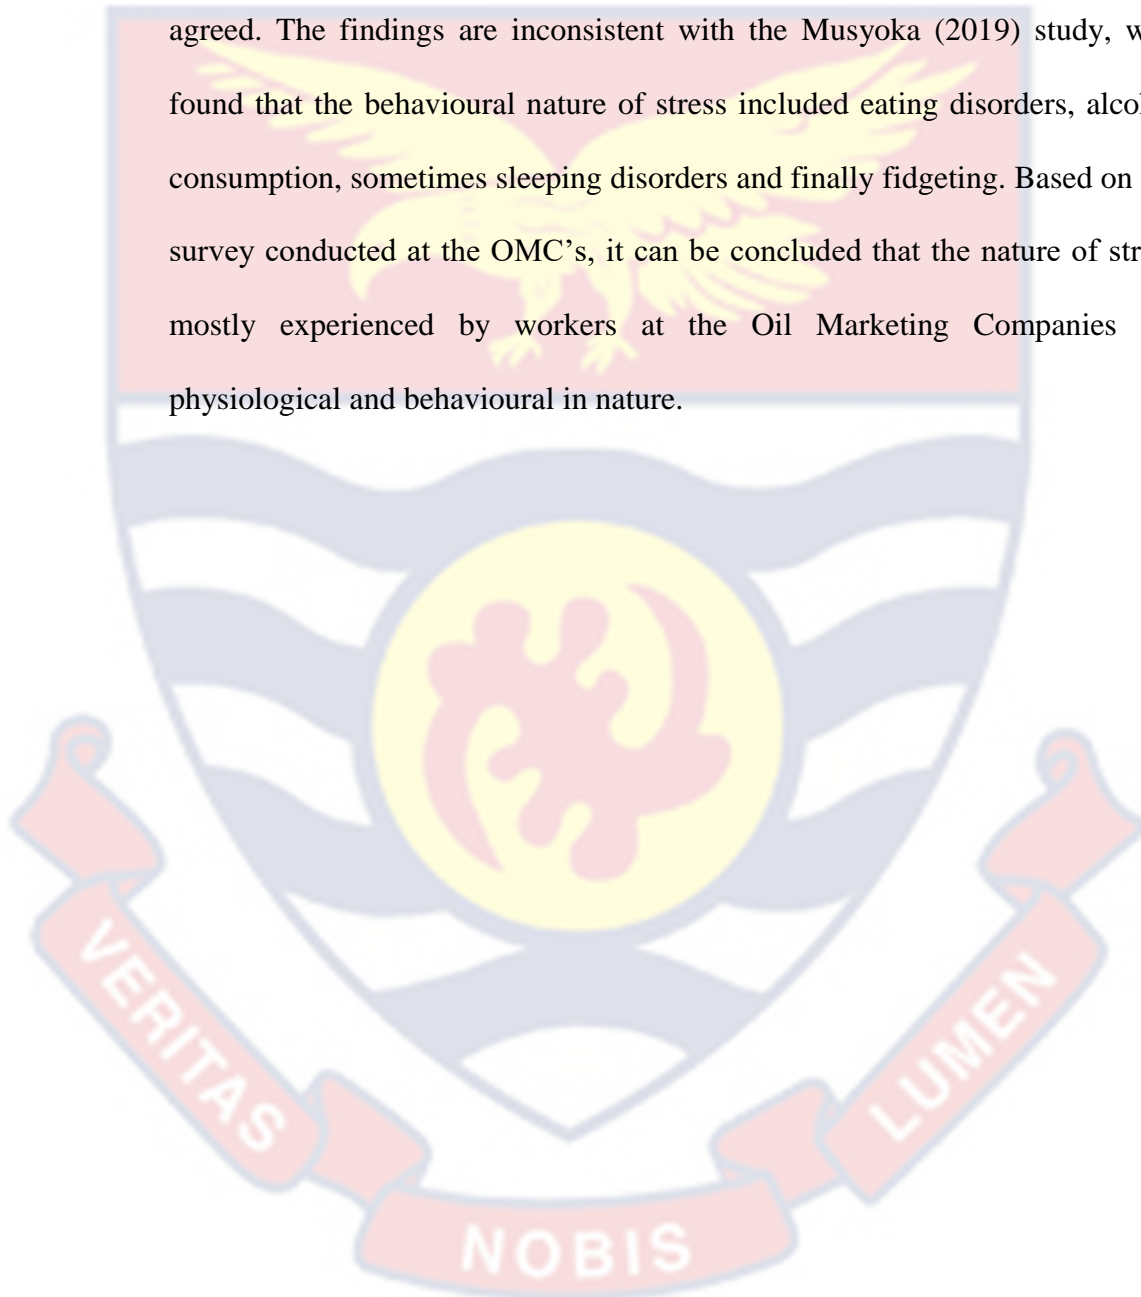 agreed. The findings are inconsistent with the Musyoka (2019) study, w
found that the behavioural nature of stress included eating disorders, alcoh
consumption, sometimes sleeping disorders and finally fidgeting. Based on
survey conducted at the OMC’s, it can be concluded that the nature of str
mostly experienced by workers at the Oil Marketing Companies
physiological and behavioural in nature.
VERITAS
NOBIS
LUMEN